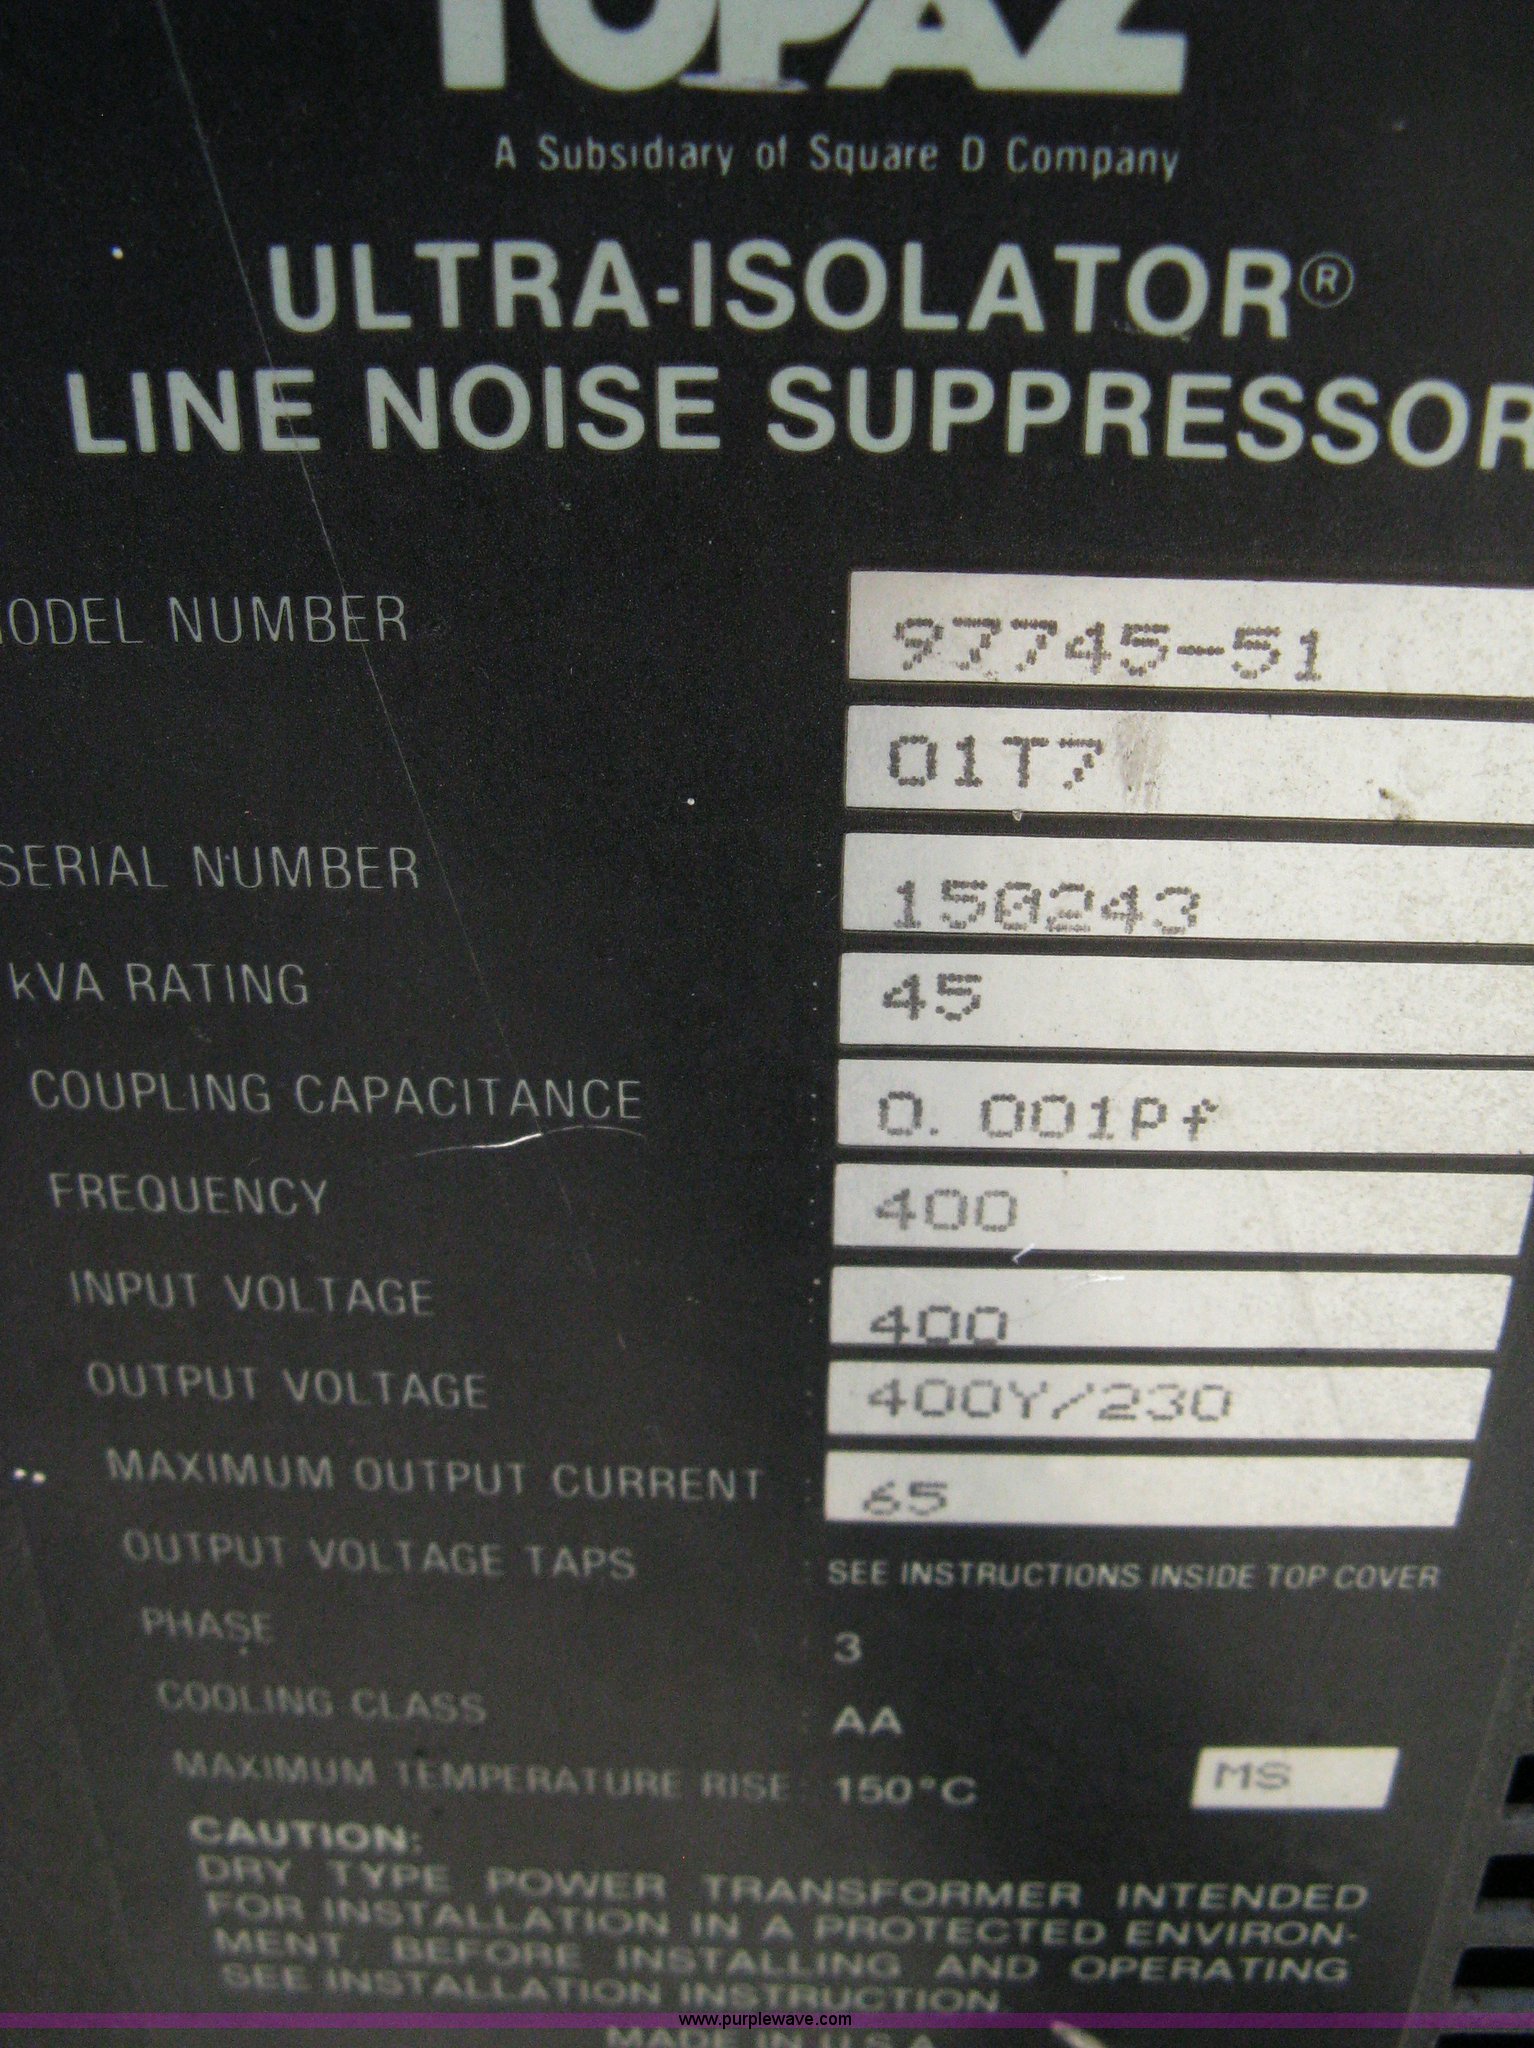 TOPAZ
A Subsidiary of Square D Company
ULTRA-ISOLATOR®
LINE NOISE SUPPRESSOR
MODEL NUMBER 97745-51
01T7
SERIAL NUMBER 150243
kVA RATING 45
COUPLING CAPACITANCE 0.001Pf
FREQUENCY 400
INPUT VOLTAGE 400
OUTPUT VOLTAGE 400Y/230
MAXIMUM OUTPUT CURRENT 65
OUTPUT VOLTAGE TAPS : SEE INSTRUCTIONS INSIDE TOP COVER
PHASE : 3
COOLING CLASS : AA
MAXIMUM TEMPERATURE RISE : 150°C MS
CAUTION:
DRY TYPE POWER TRANSFORMER INTENDED
FOR INSTALLATION IN A PROTECTED ENVIRON-
MENT. BEFORE INSTALLING AND OPERATING
SEE INSTALLATION INSTRUCTION.
www.purplewave.com
MADE IN U.S.A.